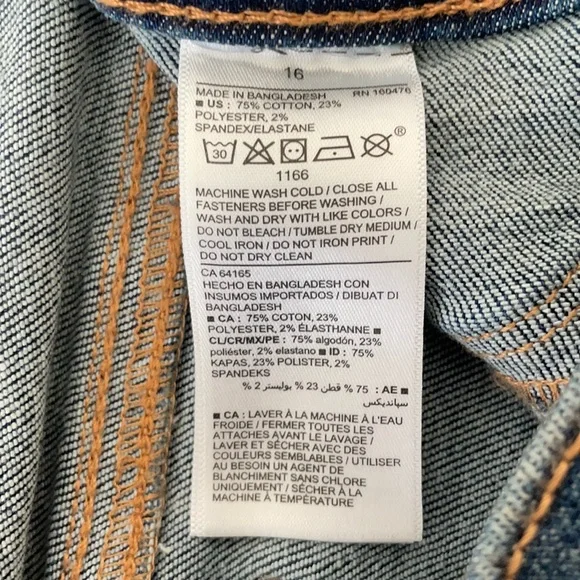 16
MADE IN BANGLADESH RN 160476
■ US : 75% COTTON, 23%
POLYESTER, 2%
SPANDEX/ELASTANE
30 ®
1166
MACHINE WASH COLD / CLOSE ALL
FASTENERS BEFORE WASHING /
WASH AND DRY WITH LIKE COLORS /
DO NOT BLEACH / TUMBLE DRY MEDIUM /
COOL IRON / DO NOT IRON PRINT /
DO NOT DRY CLEAN
CA 64165
HECHO EN BANGLADESH CON
INSUMOS IMPORTADOS / DIBUAT DI
BANGLADESH
■ CA : 75% COTON, 23%
POLYESTER, 2% ÉLASTHANNE ■
CL/CR/MX/PE : 75% algodón, 23%
poliéster, 2% elastano ■ ID : 75%
KAPAS, 23% POLISTER, 2%
SPANDEKS
AE : 75 % قطن 23 % بوليستر 2 %
سپاندیکس
■ CA : LAVER À LA MACHINE À L'EAU
FROIDE / FERMER TOUTES LES
ATTACHES AVANT LE LAVAGE /
LAVER ET SÉCHER AVEC DES
COULEURS SEMBLABLES / UTILISER
AU BESOIN UN AGENT DE
BLANCHIMENT SANS CHLORE
UNIQUEMENT / SÉCHER À LA
MACHINE À TEMPÉRATURE